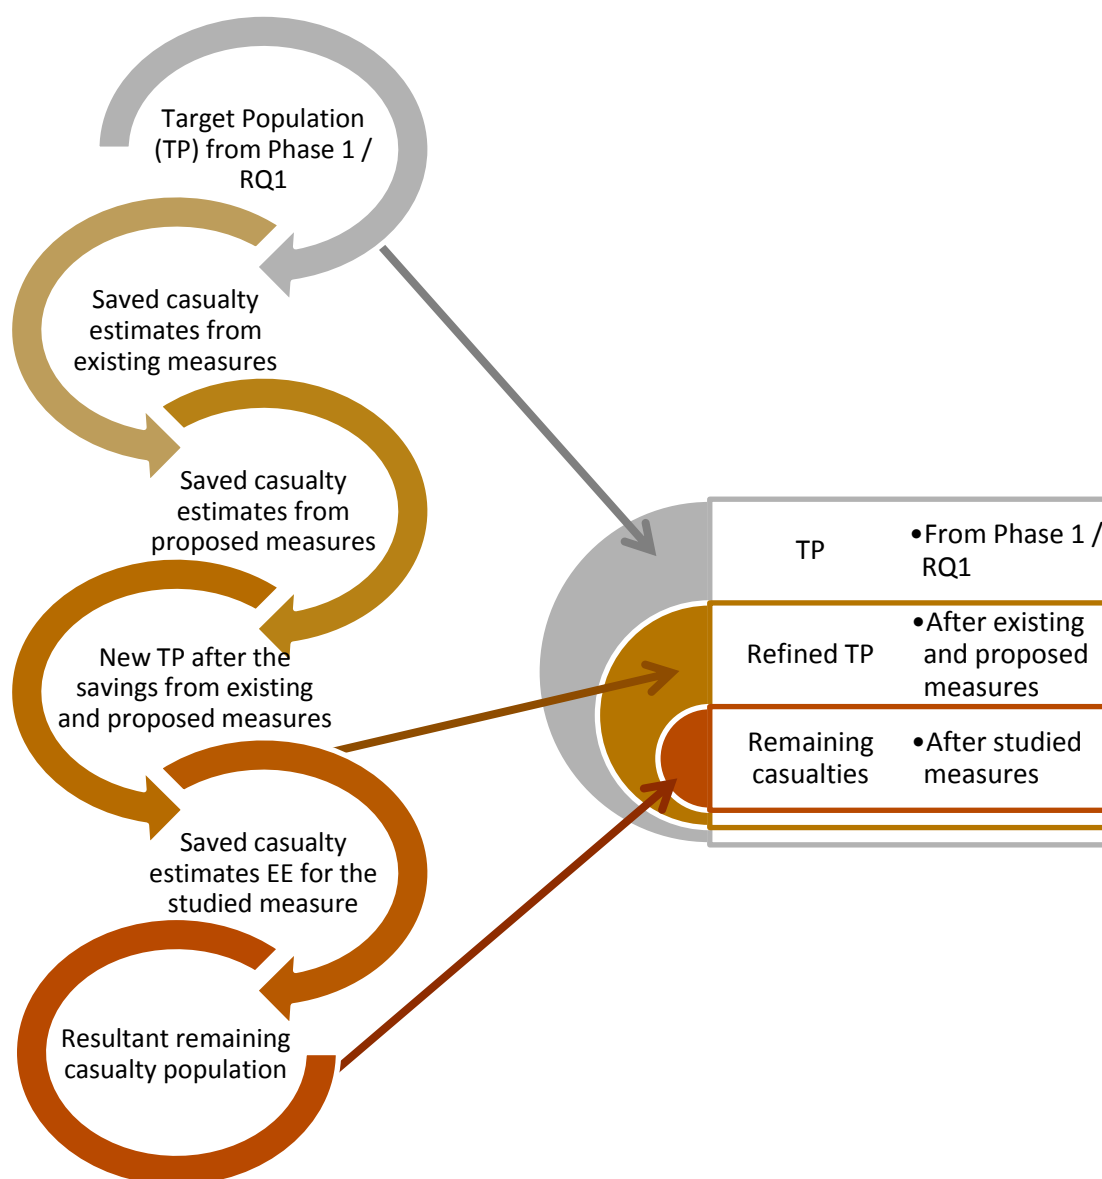 Target Population
(TP) from Phase 1 /
RQ1
Saved casualty
estimates from
existing measures
Saved casualty
estimates from
proposed measures
New TP after the
savings from existing
and proposed measures
Saved casualty
estimates EE for the
studied measure
Resultant remaining
casualty population
TP
•From Phase 1 /
RQ1
Refined TP
•After existing
and proposed
measures
Remaining
casualties
•After studied
measures